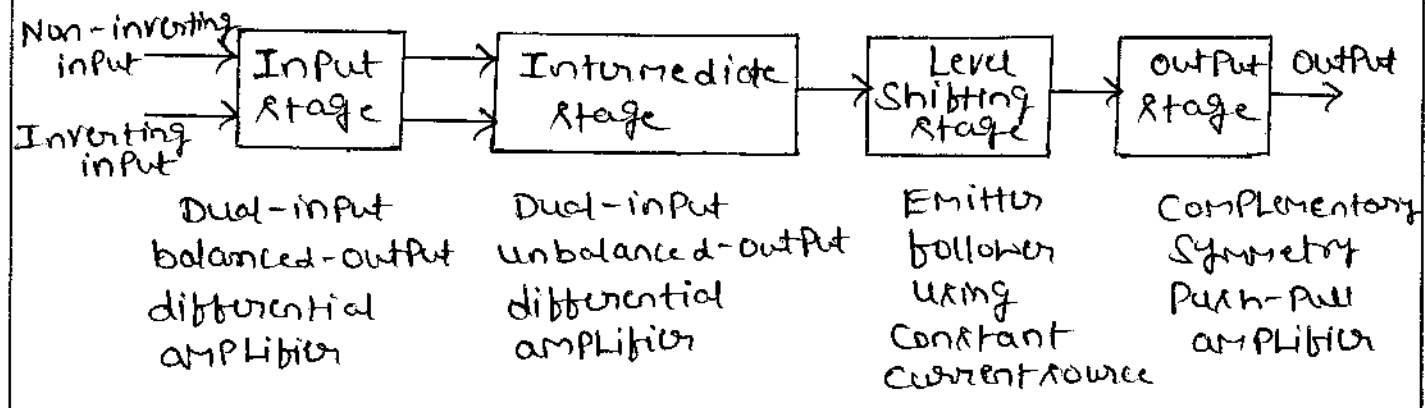 Non-inverting
input
Inverting
input
Input
Stage
Intermediate
Stage
Level
Shifting
Stage
Output
Stage
Output
Dual-input
balanced-output
differential
amplifier
Dual-input
unbalanced-output
differential
amplifier
Emitter
follower
using
constant
current source
Complementary
Symmetry
Push-Pull
amplifier